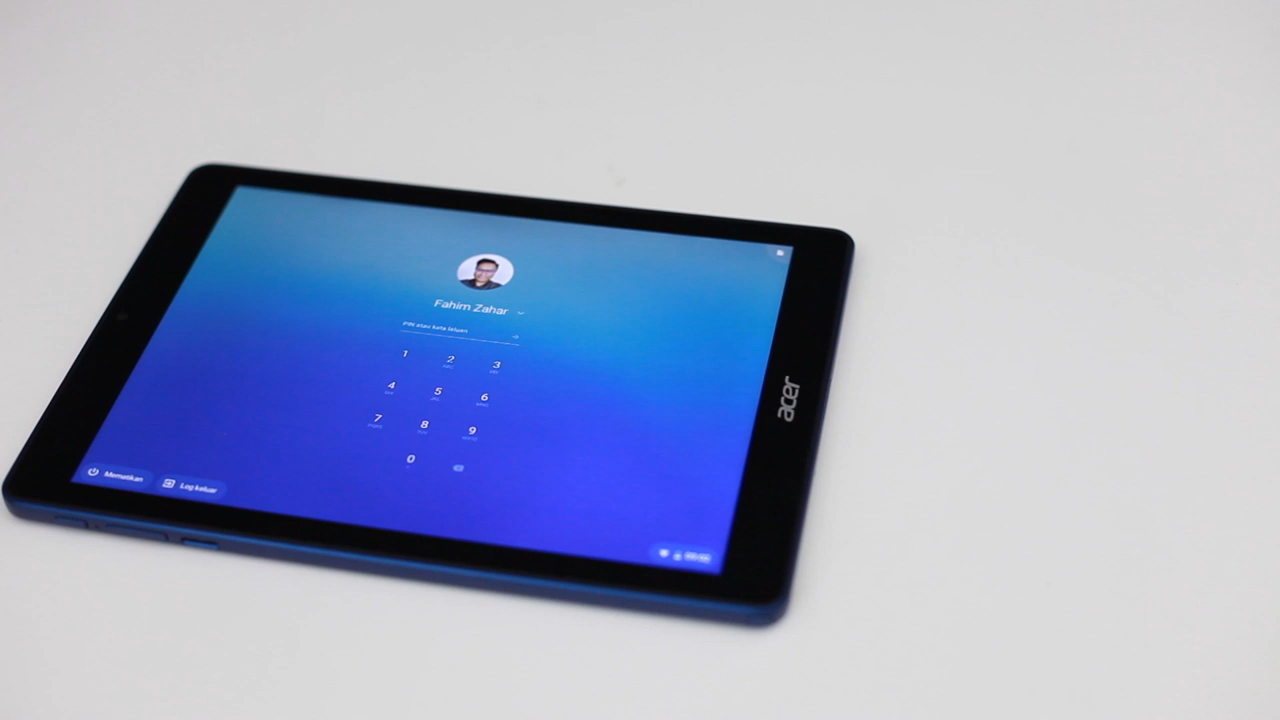 Fahim Zahar
PIN atau kata laluan
1 2 3
4 5 6
7 8 9
0
Mematikan
Log keluar
acer